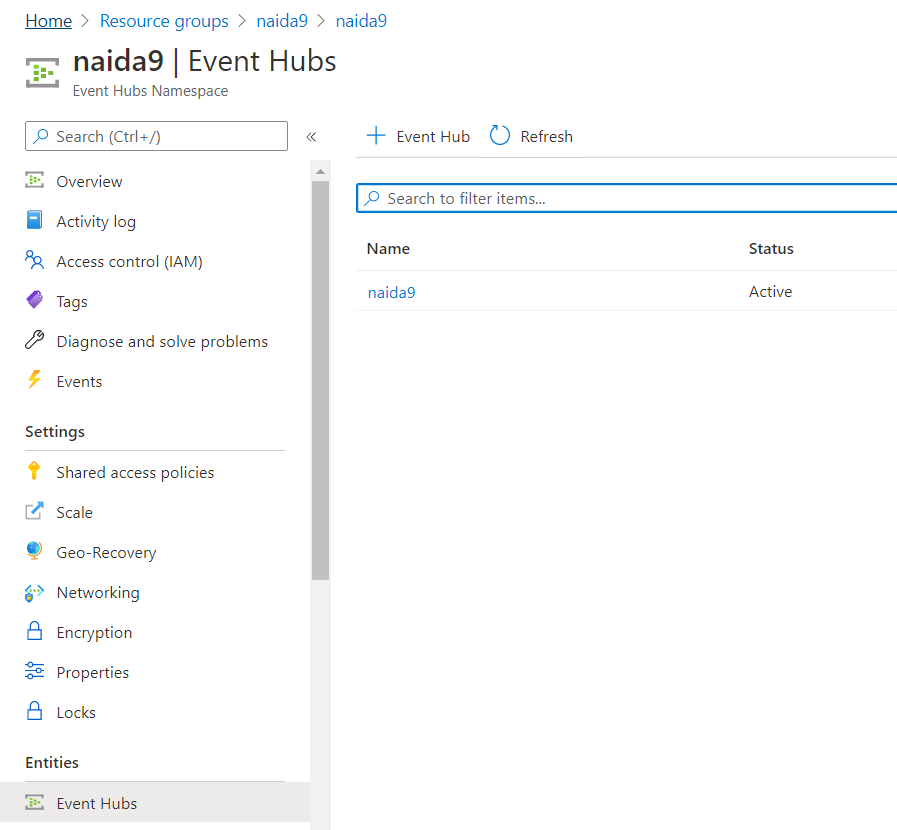 Home > Resource groups > naida9 > naida9
naida9 | Event Hubs
Event Hubs Namespace
Search (Ctrl+/)
«
Overview
Activity log
Access control (IAM)
Tags
Diagnose and solve problems
Events
Settings
Shared access policies
Scale
Geo-Recovery
Networking
Encryption
Properties
Locks
Entities
Event Hubs
+ Event Hub Refresh
Search to filter items...
Name Status
naida9 Active